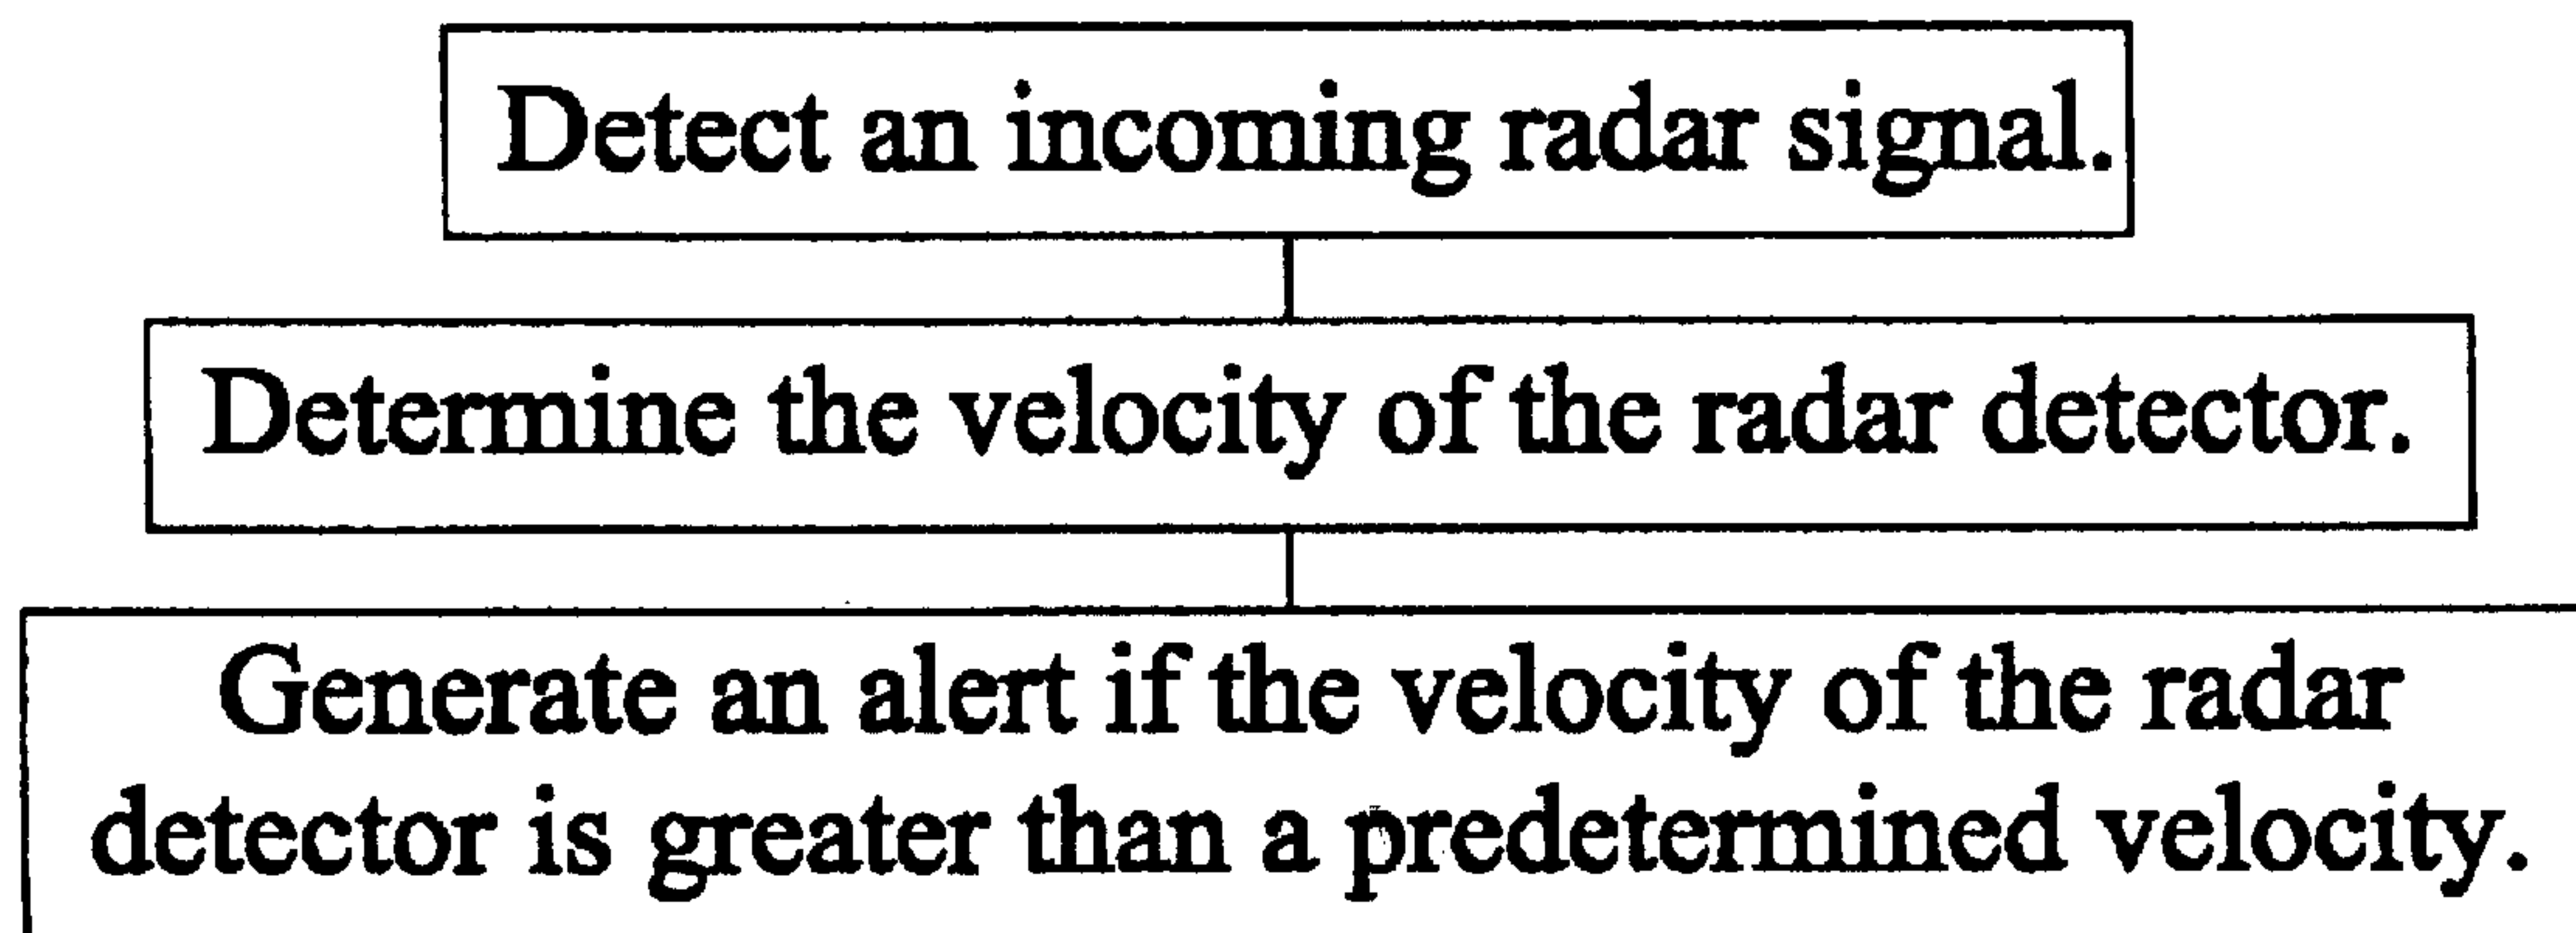 Detect an incoming radar signal.
Determine the velocity of the radar detector.
Generate an alert if the velocity of the radar
detector is greater than a predetermined velocity.